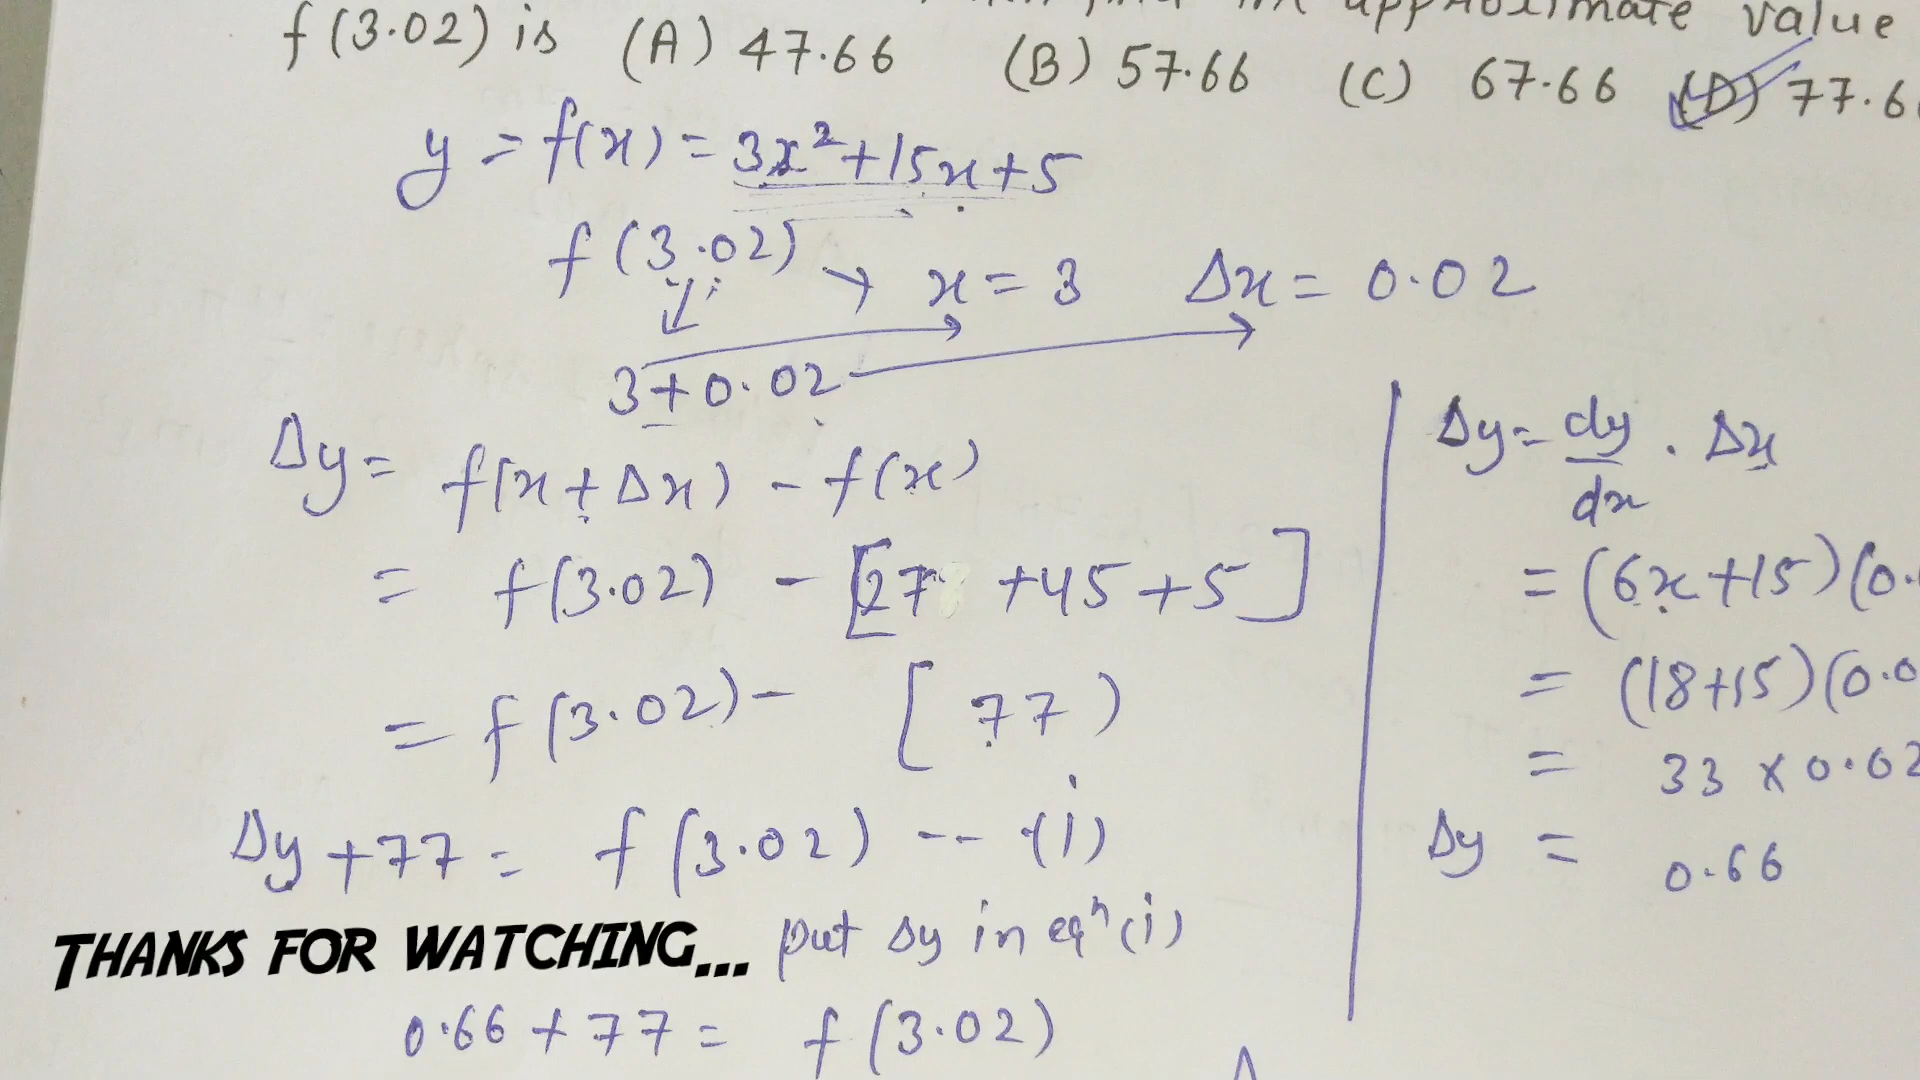 approximate value
f(3.02) is (A) 47.66 (B) 57.66 (C) 67.66 (D) 77.6
y = f(x) = 3x²+15x+5
f(3.02) → x = 3 Δx = 0.02
3+0.02
Δy = f(x+Δx) - f(x)
= f(3.02) - [27 +45+5]
= f(3.02) - [77)
Δy+77 = f(3.02) -- (i)
Δy = dy/dx . Δx
= (6x+15)(0.
= (18+15)(0.0
= 33 x 0.02
Δy = 0.66
THANKS FOR WATCHING... put Δy in eqⁿ(i)
0.66 + 77 = f(3.02)